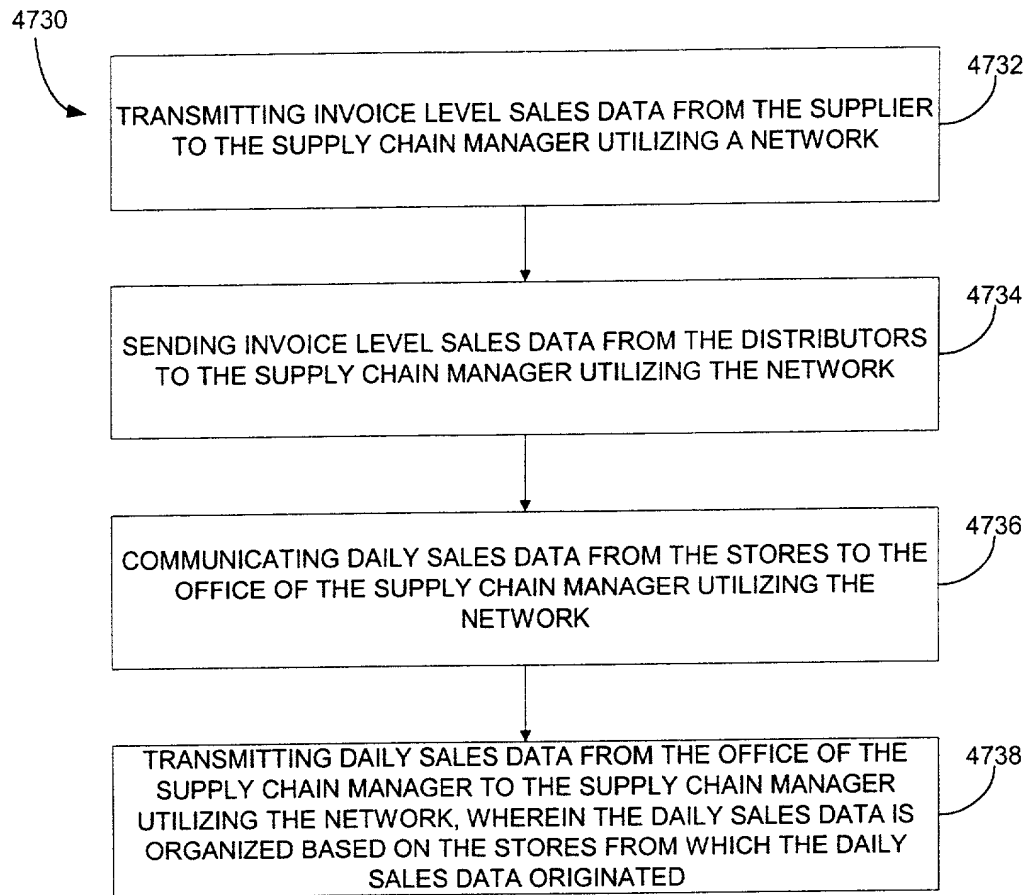 4730
4732
TRANSMITTING INVOICE LEVEL SALES DATA FROM THE SUPPLIER
TO THE SUPPLY CHAIN MANAGER UTILIZING A NETWORK
4734
SENDING INVOICE LEVEL SALES DATA FROM THE DISTRIBUTORS
TO THE SUPPLY CHAIN MANAGER UTILIZING THE NETWORK
4736
COMMUNICATING DAILY SALES DATA FROM THE STORES TO THE
OFFICE OF THE SUPPLY CHAIN MANAGER UTILIZING THE
NETWORK
4738
TRANSMITTING DAILY SALES DATA FROM THE OFFICE OF THE
SUPPLY CHAIN MANAGER TO THE SUPPLY CHAIN MANAGER
UTILIZING THE NETWORK, WHEREIN THE DAILY SALES DATA IS
ORGANIZED BASED ON THE STORES FROM WHICH THE DAILY
SALES DATA ORIGINATED